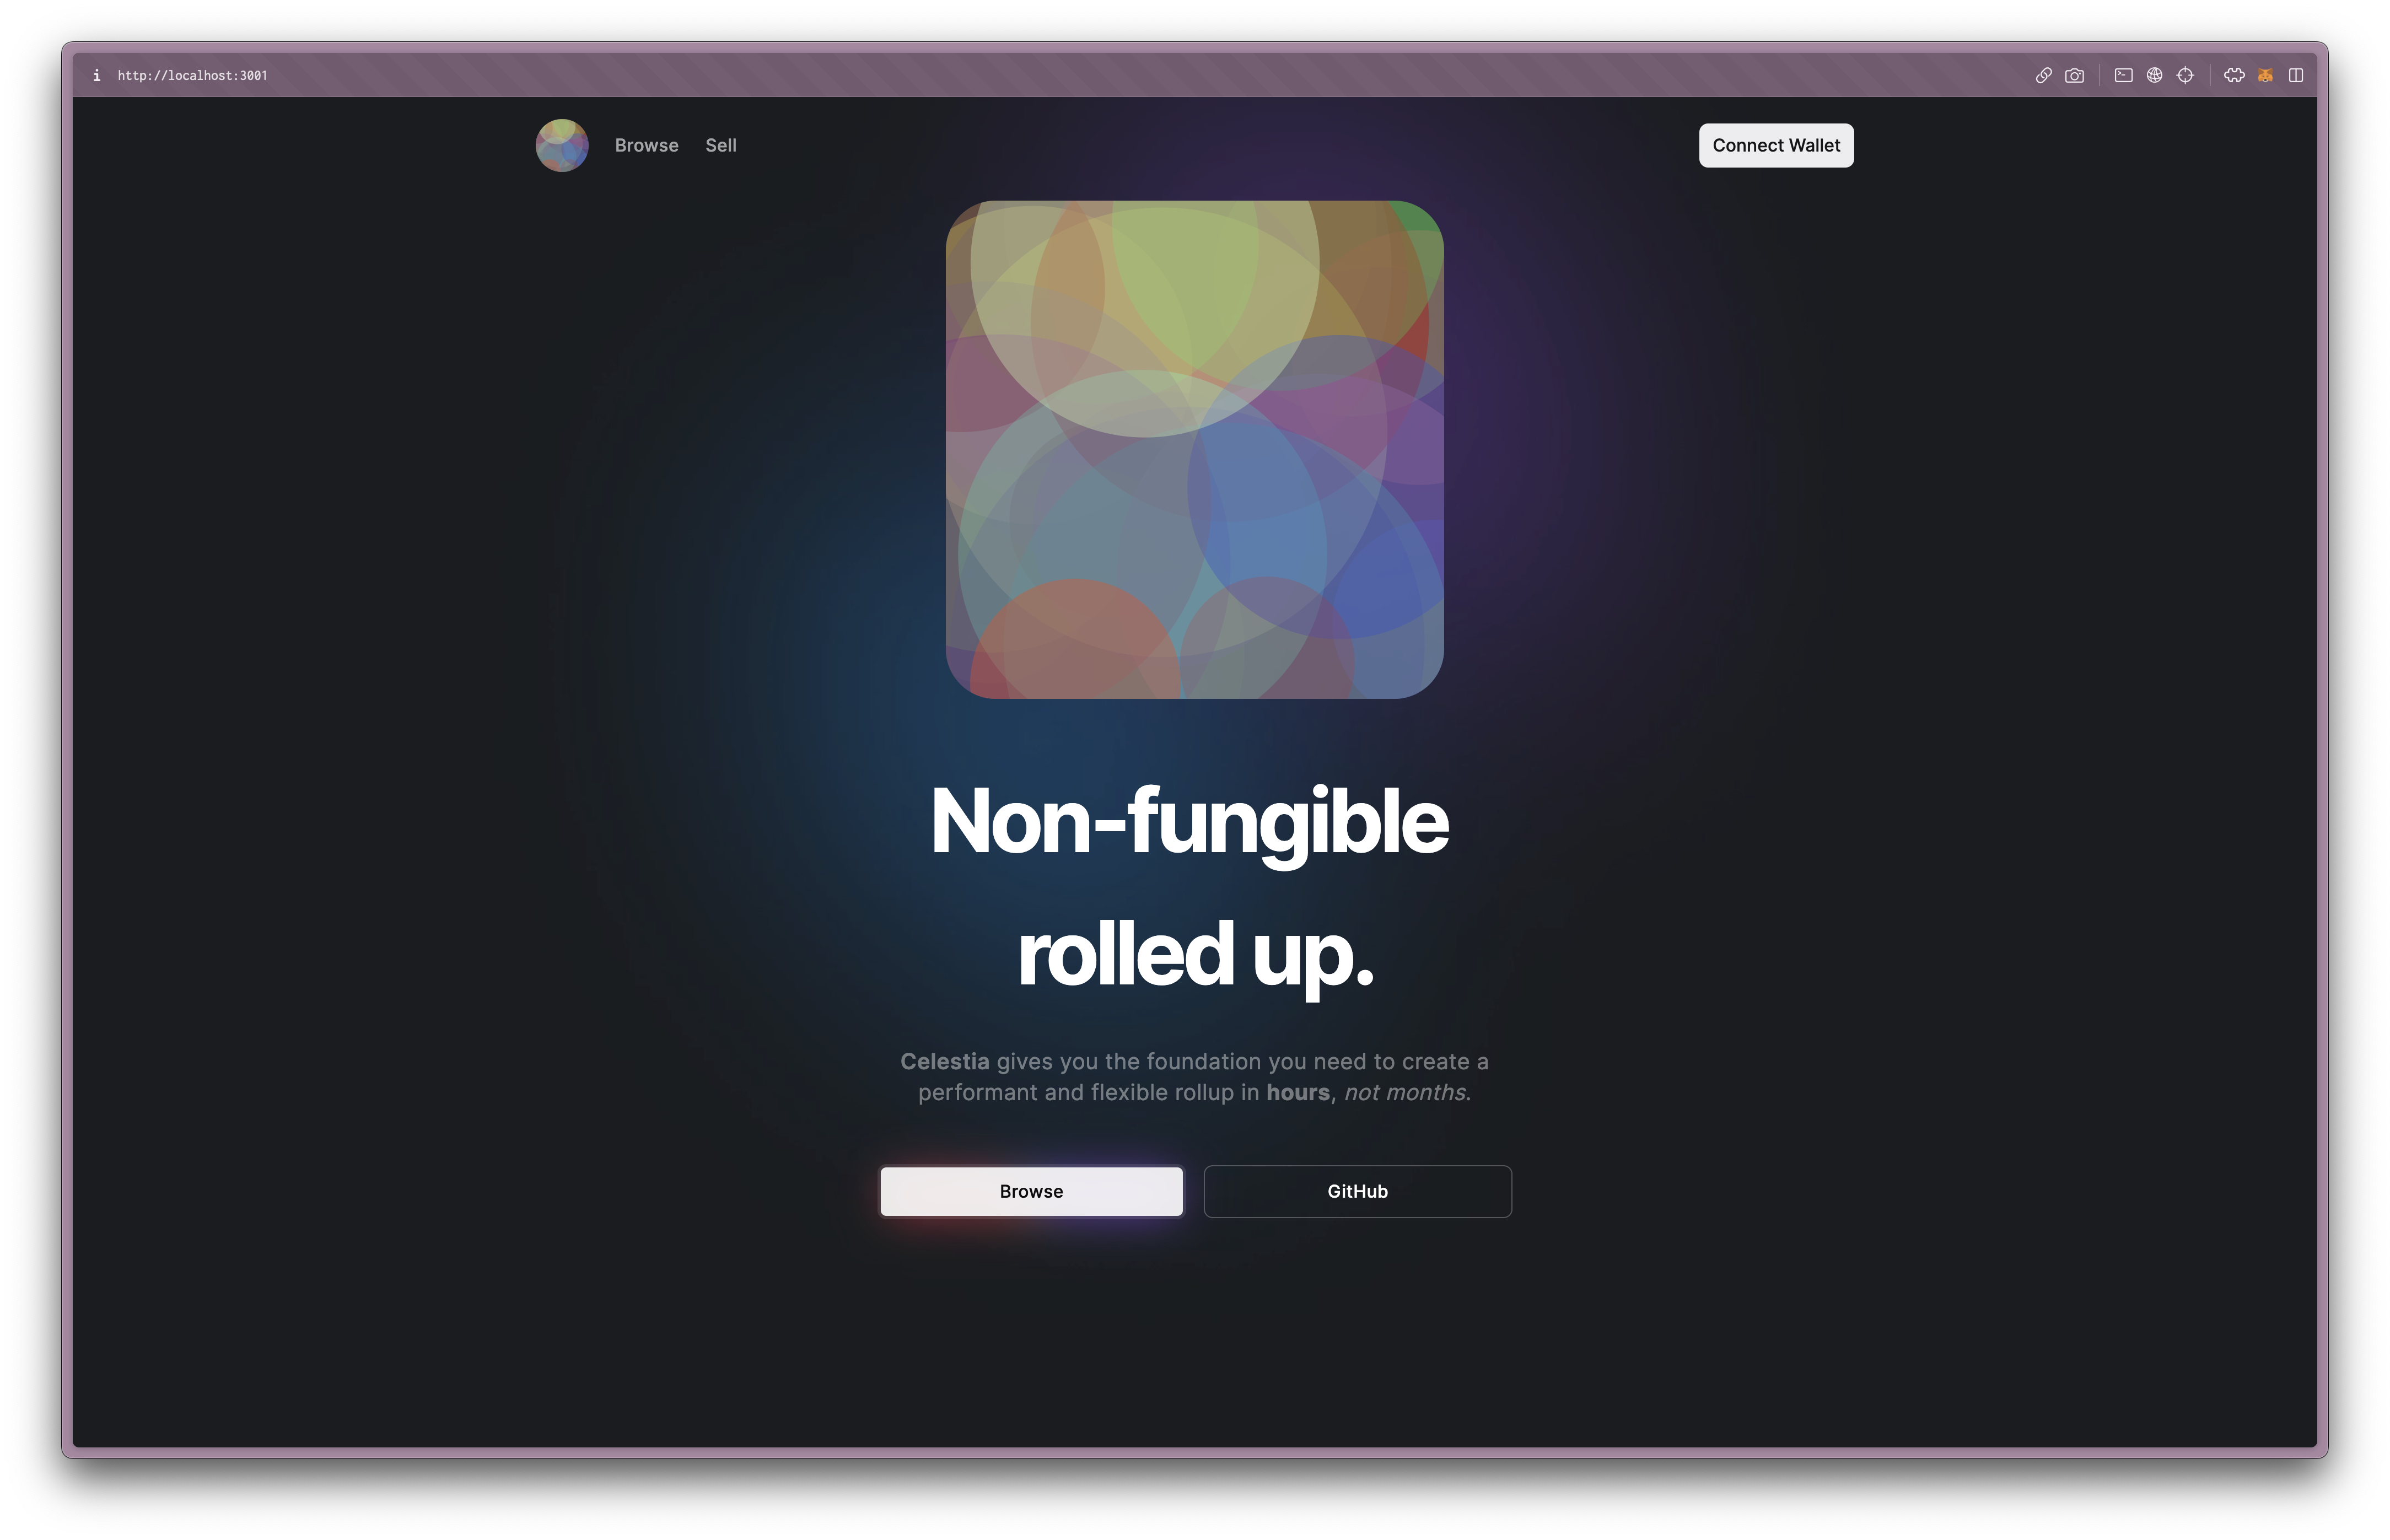 http://localhost:3001
Browse Sell Connect Wallet
Non-fungible
rolled up.
Celestia gives you the foundation you need to create a
performant and flexible rollup in hours, not months.
Browse GitHub